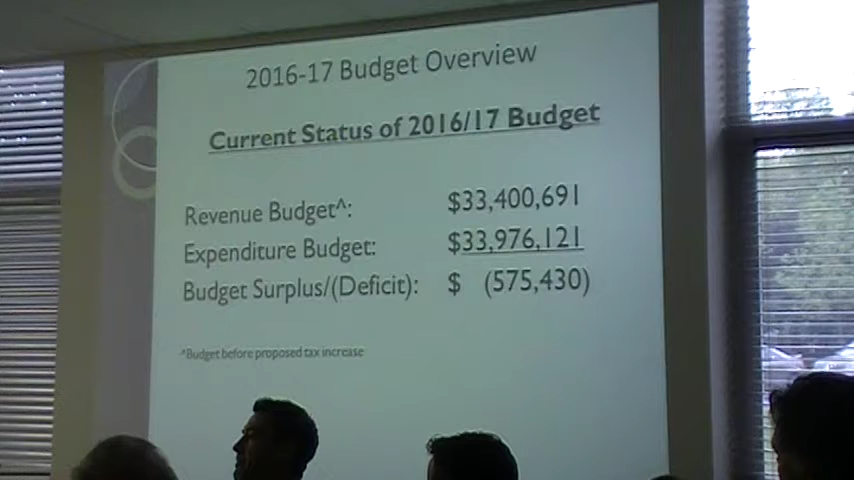 2016-17 Budget Overview
Current Status of 2016/17 Budget
Revenue Budget^: $33,400,691
Expenditure Budget: $33,976,121
Budget Surplus/(Deficit): $ (575,430)
^Budget before proposed tax increase